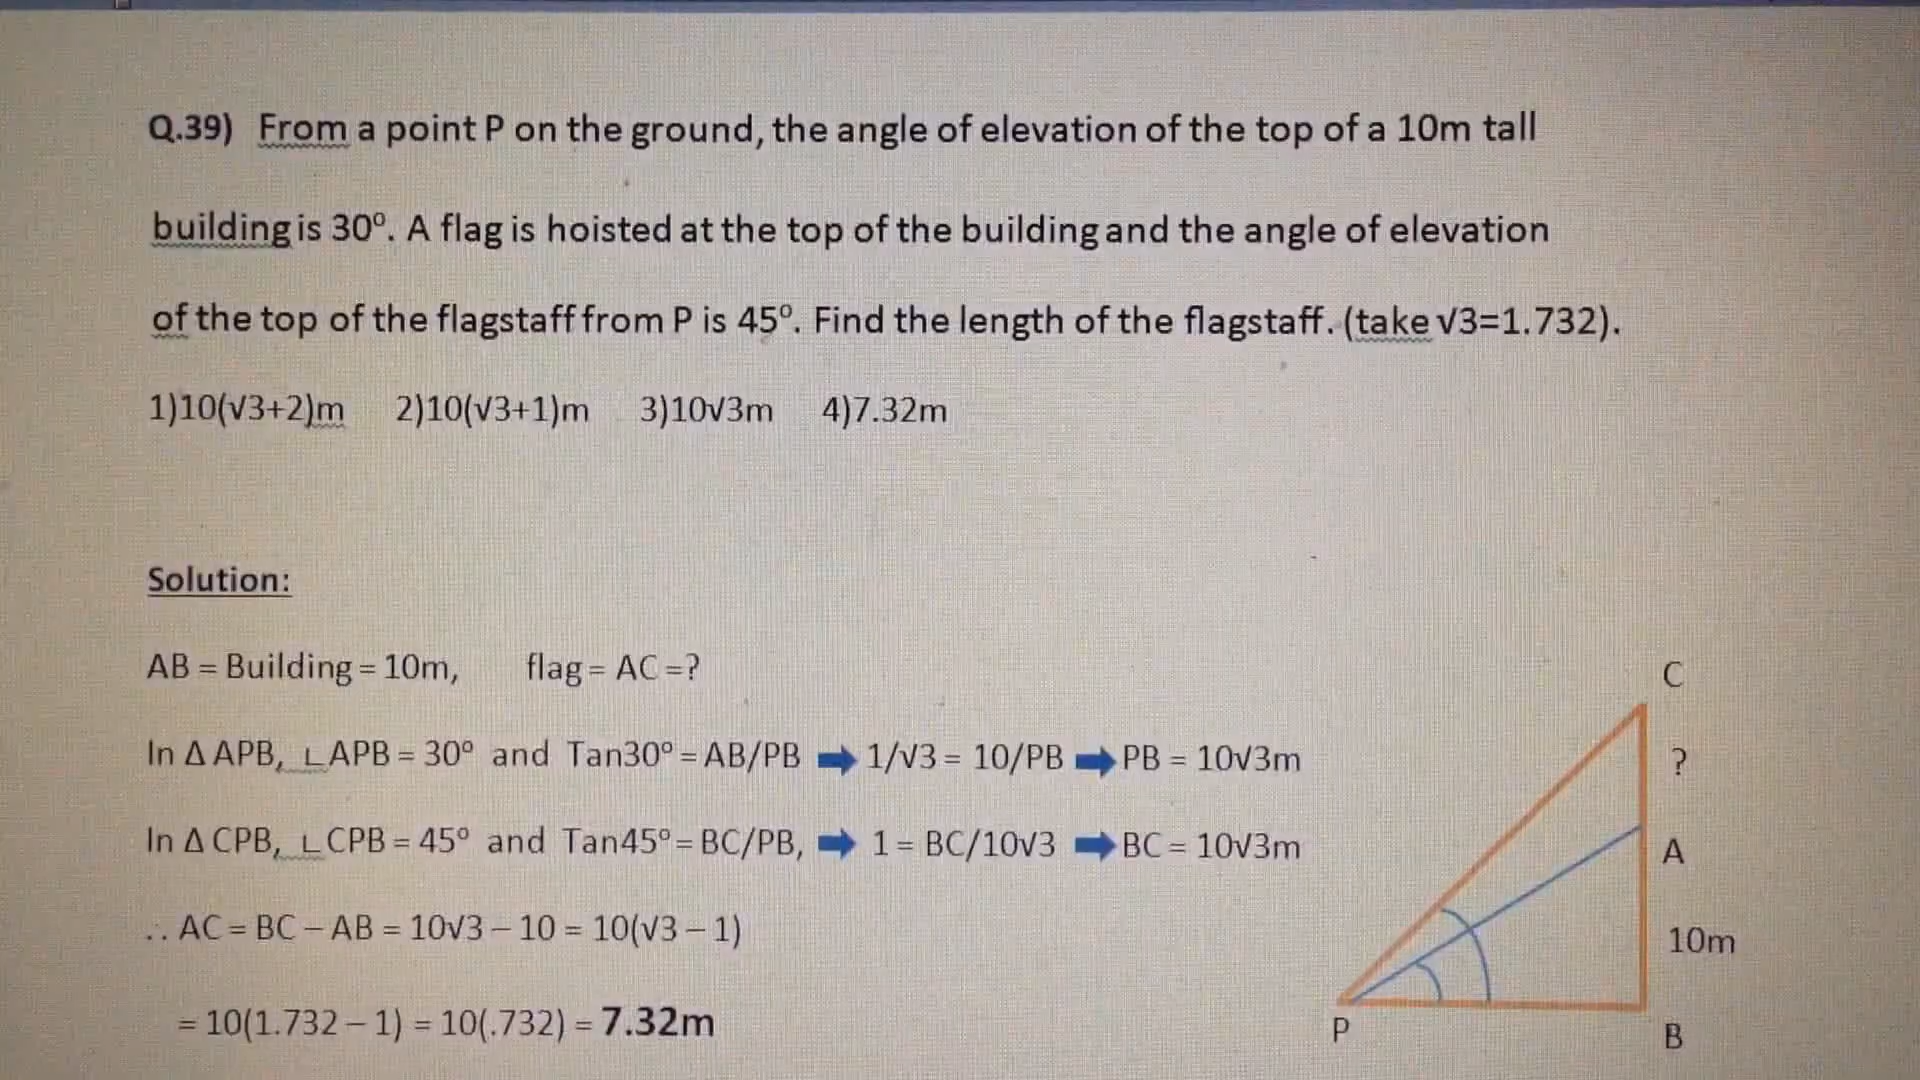 Q.39) From a point P on the ground, the angle of elevation of the top of a 10m tall
building is 30°. A flag is hoisted at the top of the building and the angle of elevation
of the top of the flagstaff from P is 45°. Find the length of the flagstaff. (take √3=1.732).
1)10(√3+2)m 2)10(√3+1)m 3)10√3m 4)7.32m
Solution:
AB = Building = 10m, flag = AC =?
In Δ APB, ∟APB = 30° and Tan30° = AB/PB ➡ 1/√3 = 10/PB ➡ PB = 10√3m
In Δ CPB, ∟CPB = 45° and Tan45° = BC/PB, ➡ 1 = BC/10√3 ➡ BC = 10√3m
∴ AC = BC – AB = 10√3 – 10 = 10(√3 – 1)
= 10(1.732 – 1) = 10(.732) = 7.32m
C
?
A
10m
P
B